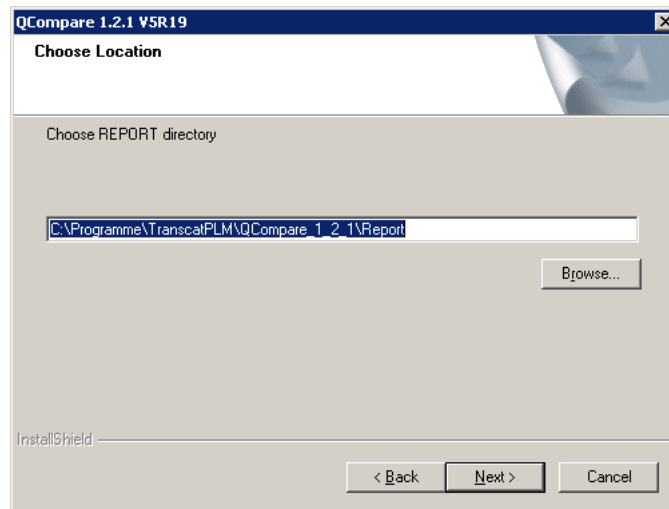 QCompare 1.2.1 V5R19
Choose Location
Choose REPORT directory
C:\Programme\TranscatPLM\QCompare_1_2_1\Report
Browse...
InstallShield
< Back Next > Cancel